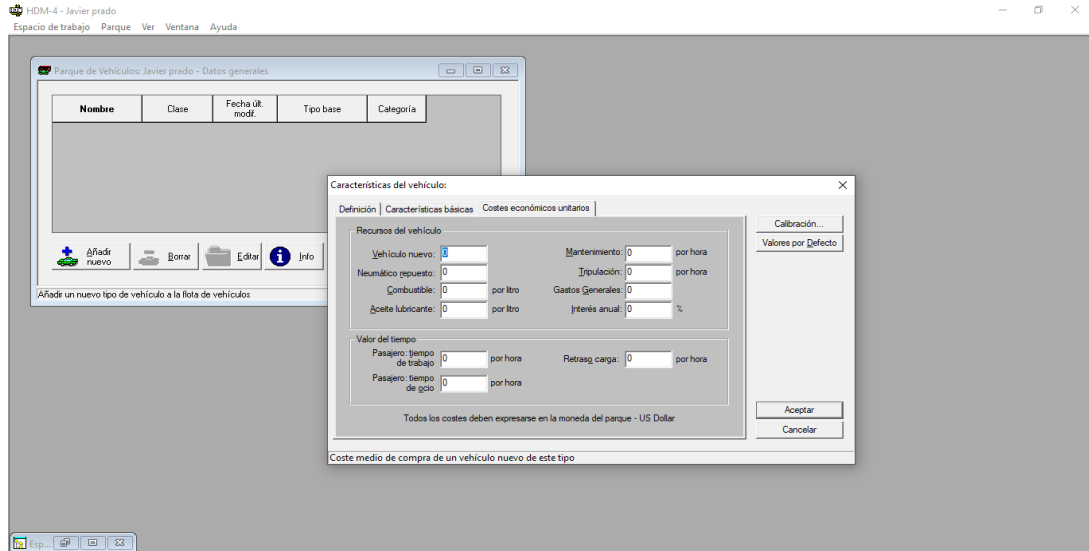 HDM-4 - Javier prado
Espacio de trabajo Parque Ver Ventana Ayuda
Parque de Vehículos: Javier prado - Datos generales
Nombre Clase Fecha últ. modif. Tipo base Categoría
Añadir nuevo Borrar Editar Info
Añadir un nuevo tipo de vehículo a la flota de vehículos
Características del vehículo:
Definición Características básicas Costes económicos unitarios
Recursos del vehículo
Vehículo nuevo: 0 Mantenimiento: 0 por hora
Neumático repuesto: 0 Tripulación: 0 por hora
Combustible: 0 por litro Gastos Generales: 0
Aceite lubricante: 0 por litro Interés anual: 0 %
Valor del tiempo
Pasajero: tiempo de trabajo 0 por hora Retraso carga: 0 por hora
Pasajero: tiempo de ocio 0 por hora
Todos los costes deben expresarse en la moneda del parque - US Dollar
Calibración...
Valores por Defecto
Aceptar
Cancelar
Coste medio de compra de un vehículo nuevo de este tipo
Esp...